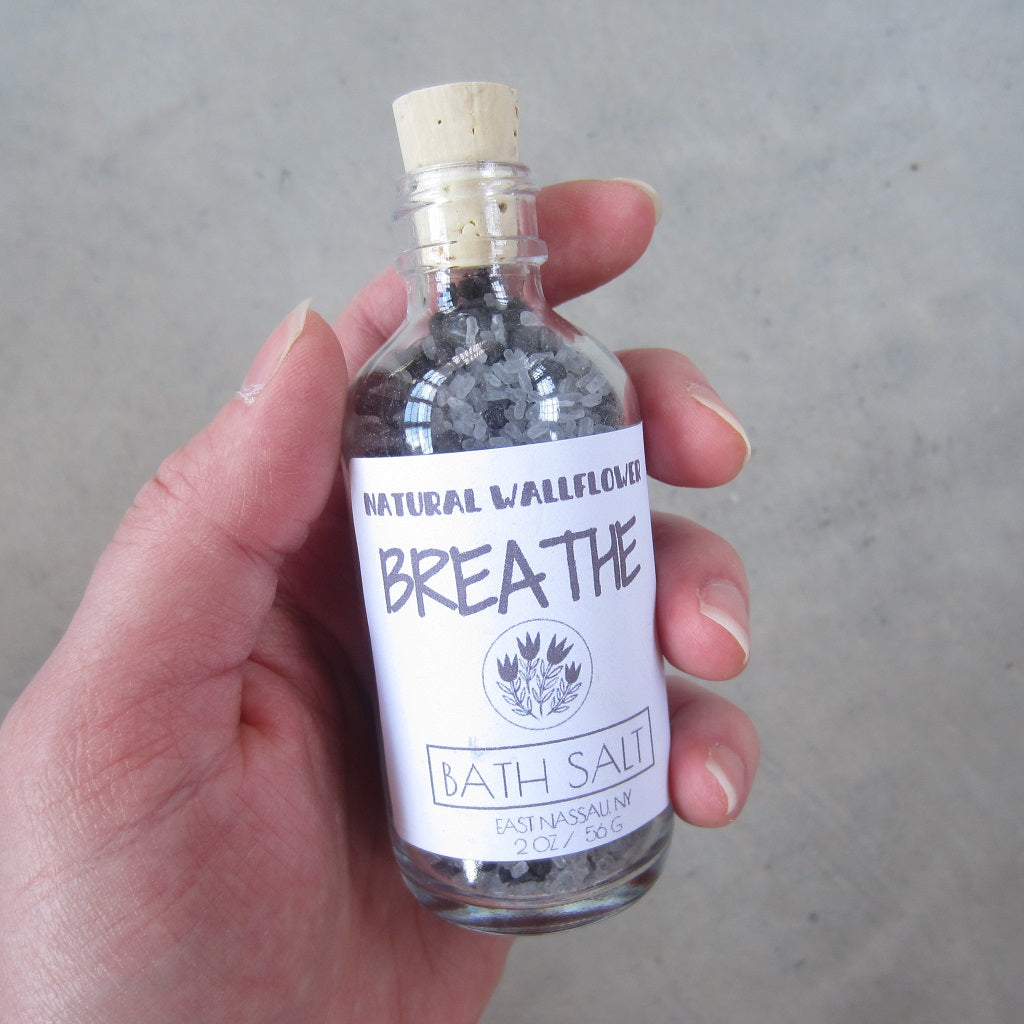 NATURAL WALLFLOWER
BREATHE
BATH SALT
EAST NASSAU, NY
2 OZ / 56 G